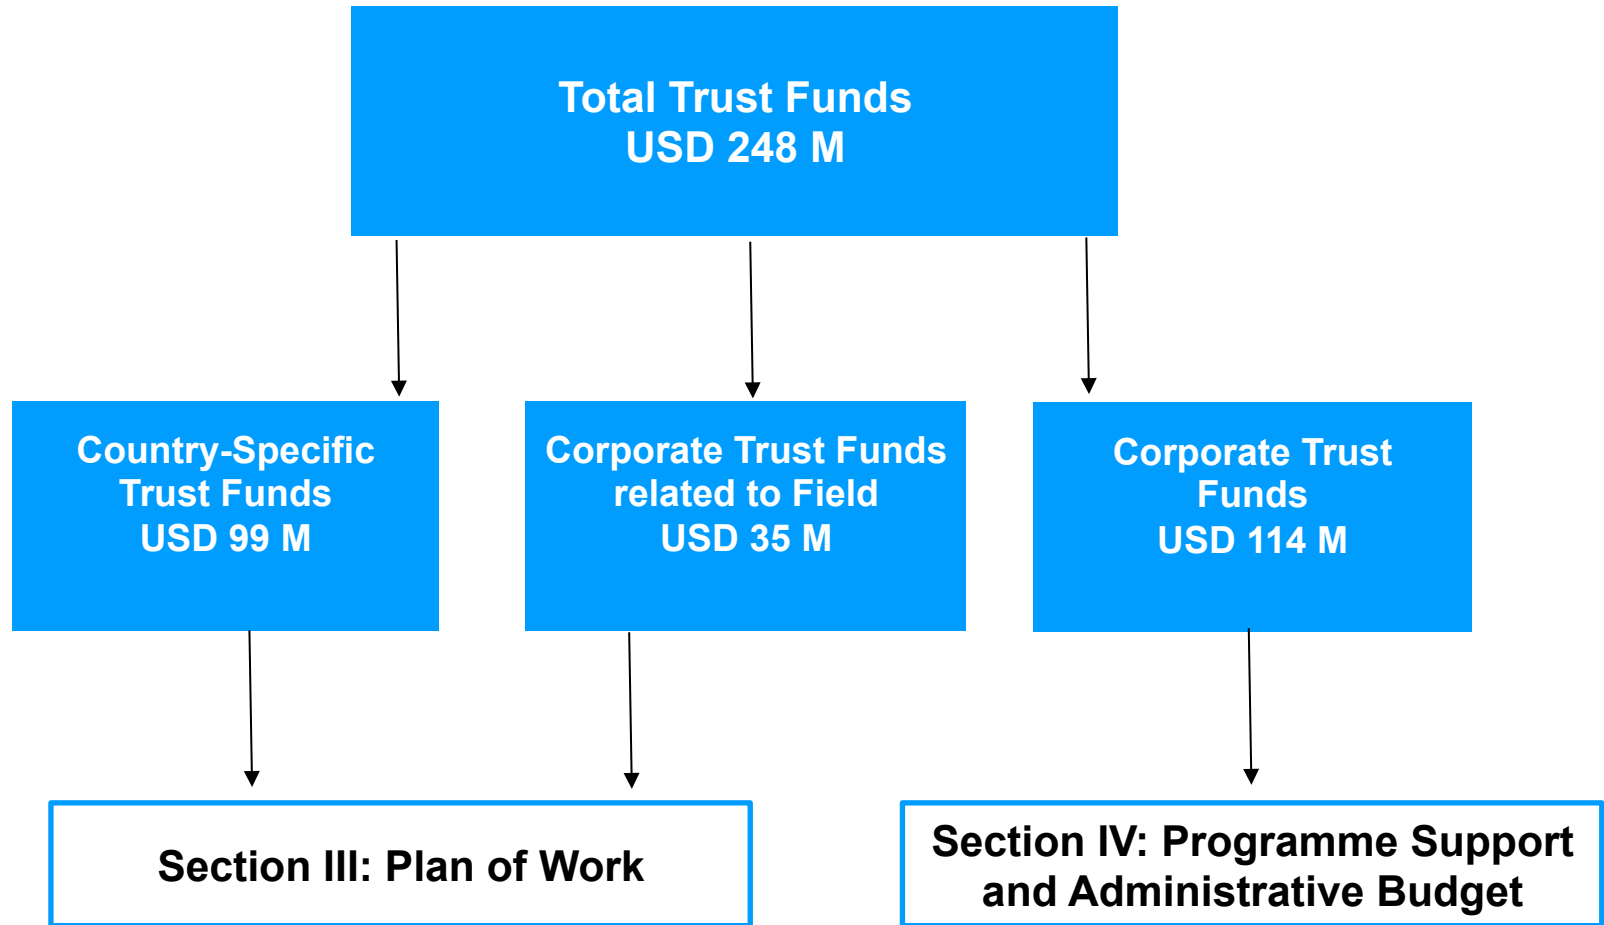 Total Trust Funds
USD 248 M
Country-Specific
Trust Funds
USD 99 M
Corporate Trust Funds
related to Field
USD 35 M
Corporate Trust
Funds
USD 114 M
Section III: Plan of Work
Section IV: Programme Support
and Administrative Budget